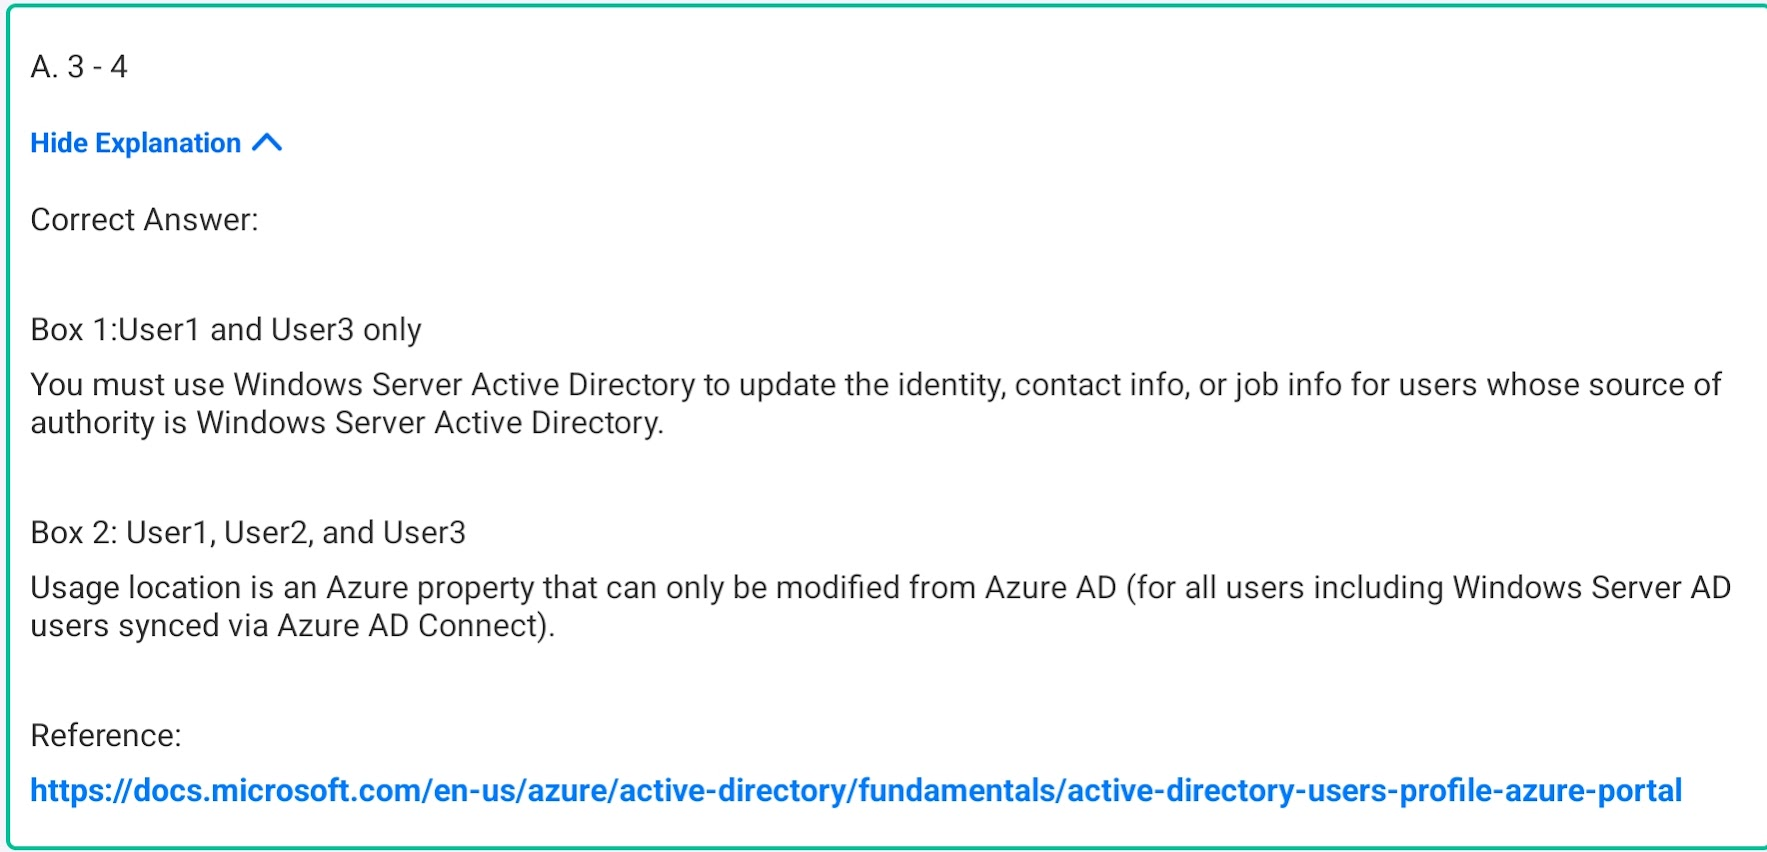 A. 3 - 4
Hide Explanation
Correct Answer:
Box 1:User1 and User3 only
You must use Windows Server Active Directory to update the identity, contact info, or job info for users whose source of
authority is Windows Server Active Directory.
Box 2: User1, User2, and User3
Usage location is an Azure property that can only be modified from Azure AD (for all users including Windows Server AD
users synced via Azure AD Connect).
Reference:
https://docs.microsoft.com/en-us/azure/active-directory/fundamentals/active-directory-users-profile-azure-portal